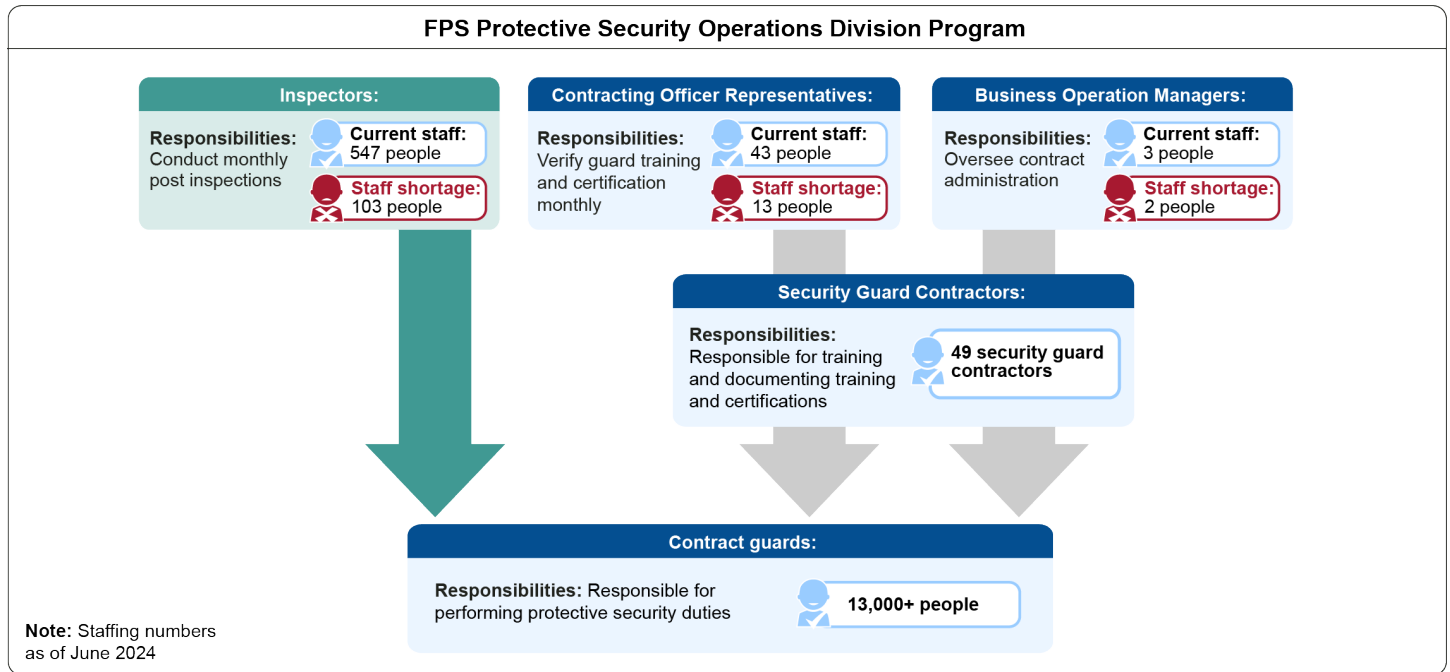 FPS Protective Security Operations Division Program
Inspectors:
Responsibilities:
Conduct monthly
post inspections
Current staff:
547 people
Staff shortage:
103 people
Contracting Officer Representatives:
Responsibilities:
Verify guard training
and certification
monthly
Current staff:
43 people
Staff shortage:
13 people
Business Operation Managers:
Responsibilities:
Oversee contract
administration
Current staff:
3 people
Staff shortage:
2 people
Security Guard Contractors:
Responsibilities:
Responsible for training
and documenting training
and certifications
49 security guard
contractors
Contract guards:
Responsibilities: Responsible for
performing protective security duties
13,000+ people
Note: Staffing numbers
as of June 2024